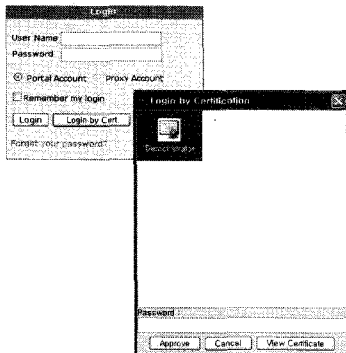 Login
User Name
Password
Portal Account Proxy Account
Remember my login
Login Login by Cert.
Forget your password?
Login by Certification
Password
Approve Cancel View Certificate